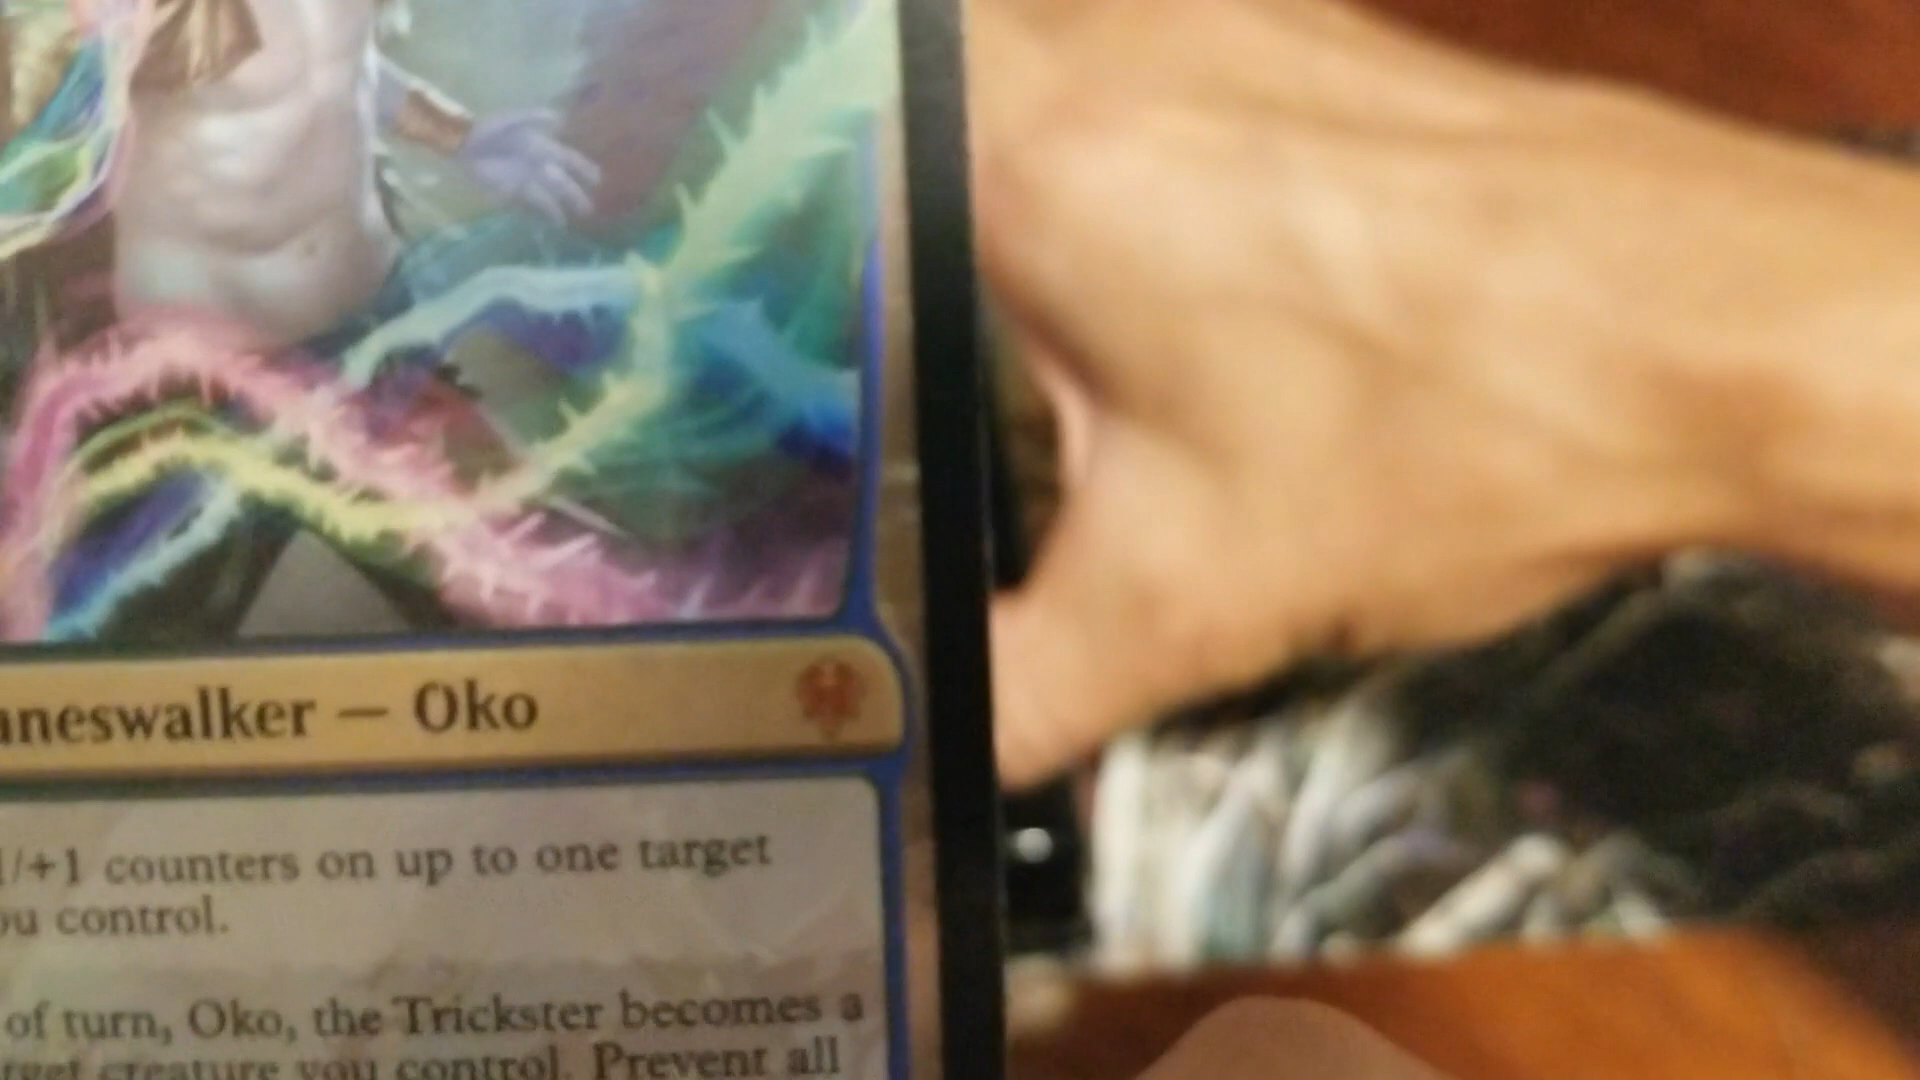 aneswalker — Oko
1/+1 counters on up to one target
ou control.
of turn, Oko, the Trickster becomes a
rget creature you control. Prevent all